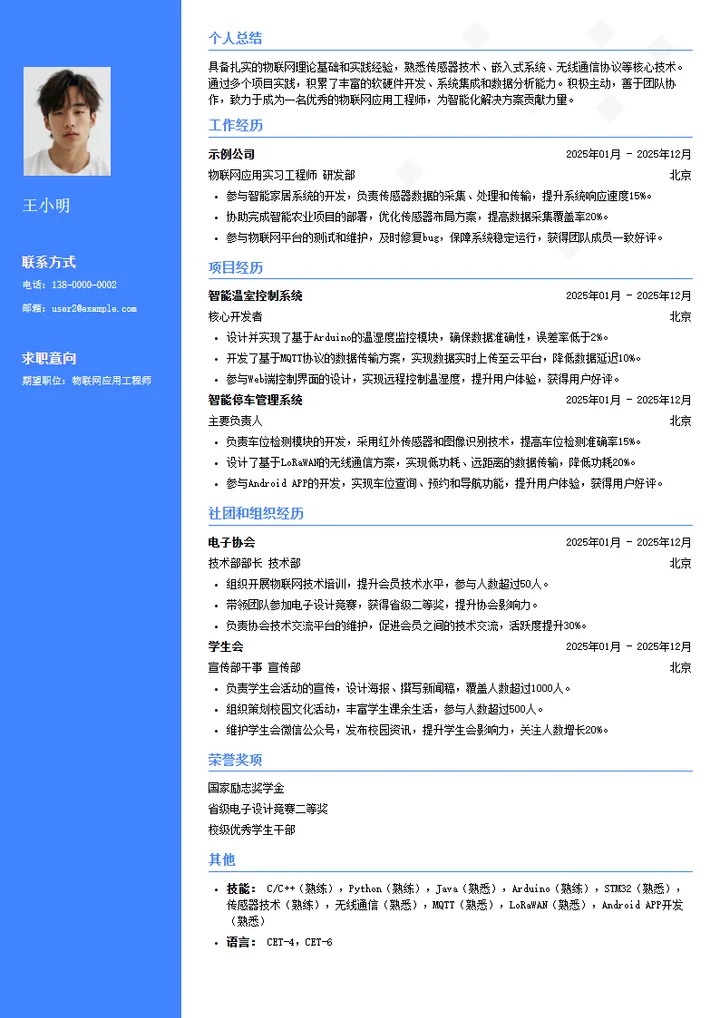 王小明
联系方式
电话：138-0000-0002
邮箱：user2@example.com
求职意向
期望职位：物联网应用工程师
个人总结
具备扎实的物联网理论基础和实践经验，熟悉传感器技术、嵌入式系统、无线通信协议等核心技术。
通过多个项目实践，积累了丰富的软硬件开发、系统集成和数据分析能力。积极主动，善于团队协
作，致力于成为一名优秀的物联网应用工程师，为智能化解决方案贡献力量。
工作经历
示例公司 2025年01月 - 2025年12月
物联网应用实习工程师 研发部 北京
• 参与智能家居系统的开发，负责传感器数据的采集、处理和传输，提升系统响应速度15%。
• 协助完成智能农业项目的部署，优化传感器布局方案，提高数据采集覆盖率20%。
• 参与物联网平台的测试和维护，及时修复bug，保障系统稳定运行，获得团队成员一致好评。
项目经历
智能温室控制系统 2025年01月 - 2025年12月
核心开发者 北京
• 设计并实现了基于Arduino的温湿度监控模块，确保数据准确性，误差率低于2%。
• 开发了基于MQTT协议的数据传输方案，实现数据实时上传至云平台，降低数据延迟10%。
• 参与Web端控制界面的设计，实现远程控制温湿度，提升用户体验，获得用户好评。
智能停车管理系统 2025年01月 - 2025年12月
主要负责人 北京
• 负责车位检测模块的开发，采用红外传感器和图像识别技术，提高车位检测准确率15%。
• 设计了基于LoRaWAN的无线通信方案，实现低功耗、远距离的数据传输，降低功耗20%。
• 参与Android APP的开发，实现车位查询、预约和导航功能，提升用户体验，获得用户好评。
社团和组织经历
电子协会 2025年01月 - 2025年12月
技术部部长 技术部 北京
• 组织开展物联网技术培训，提升会员技术水平，参与人数超过50人。
• 带领团队参加电子设计竞赛，获得省级二等奖，提升协会影响力。
• 负责协会技术交流平台的维护，促进会员之间的技术交流，活跃度提升30%。
学生会 2025年01月 - 2025年12月
宣传部干事 宣传部 北京
• 负责学生会活动的宣传，设计海报、撰写新闻稿，覆盖人数超过1000人。
• 组织策划校园文化活动，丰富学生课余生活，参与人数超过500人。
• 维护学生会微信公众号，发布校园资讯，提升学生会影响力，关注人数增长20%。
荣誉奖项
国家励志奖学金
省级电子设计竞赛二等奖
校级优秀学生干部
其他
• 技能： C/C++（熟练），Python（熟练），Java（熟悉），Arduino（熟练），STM32（熟悉），
传感器技术（熟练），无线通信（熟悉），MQTT（熟悉），LoRaWAN（熟悉），Android APP开发
（熟悉）
• 语言： CET-4，CET-6